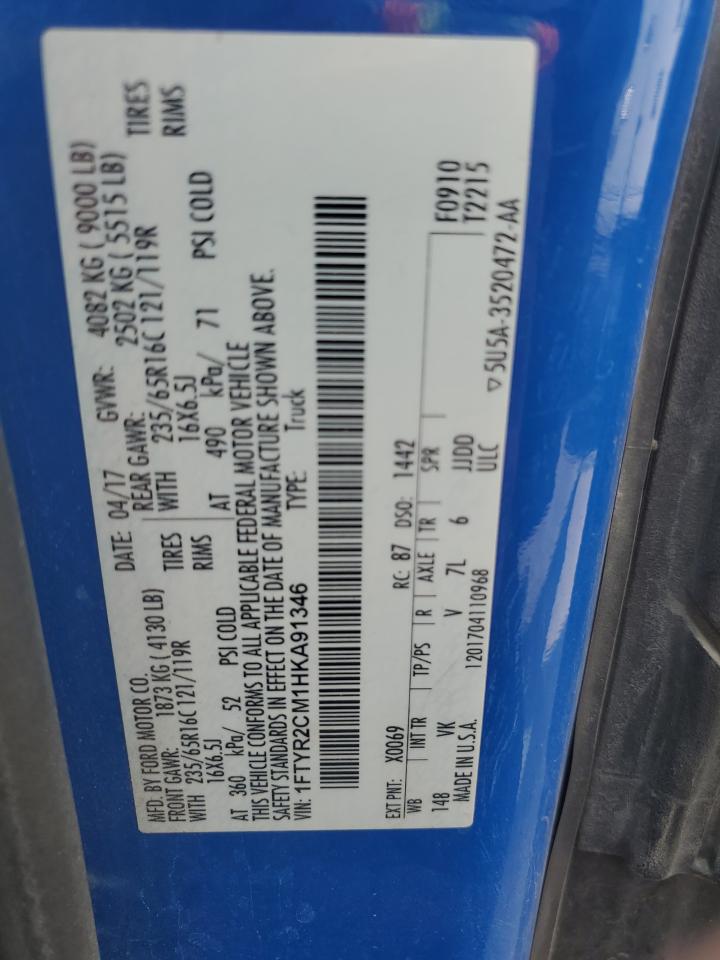 MFD. BY FORD MOTOR CO.
DATE: 04/17 GVWR: 4082 KG ( 9000 LB)
FRONT GAWR: 1873 KG ( 4130 LB)
REAR GAWR: 2502 KG ( 5515 LB)
WITH 235/65R16C 121/119R TIRES
WITH 235/65R16C 121/119R TIRES
16X6.5J RIMS
16X6.5J RIMS
AT 360 kPa/ 52 PSI COLD
AT 490 kPa/ 71 PSI COLD
THIS VEHICLE CONFORMS TO ALL APPLICABLE FEDERAL MOTOR VEHICLE
SAFETY STANDARDS IN EFFECT ON THE DATE OF MANUFACTURE SHOWN ABOVE.
VIN: 1FTYR2CM1HKA91346 TYPE: Truck
EXT PNT: X0069 RC: 87 DSO: 1442 F0910
T2215
WB INT TR TP/PS R AXLE TR SPR
148 VK V 7L 6 JJDD
MADE IN U.S.A. 1201704110968 ULC
▽5U5A-3520472-AA